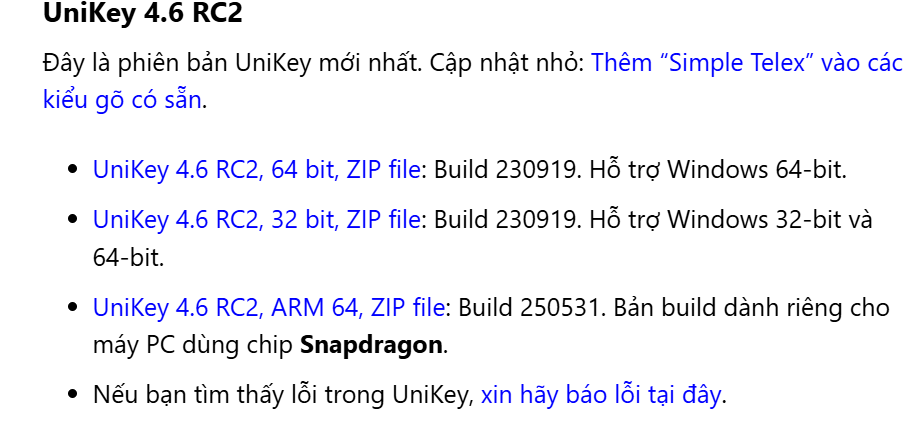 UniKey 4.6 RC2
Đây là phiên bản UniKey mới nhất. Cập nhật nhỏ: Thêm “Simple Telex” vào các
kiểu gõ có sẵn.
UniKey 4.6 RC2, 64 bit, ZIP file: Build 230919. Hỗ trợ Windows 64-bit.
UniKey 4.6 RC2, 32 bit, ZIP file: Build 230919. Hỗ trợ Windows 32-bit và
64-bit.
UniKey 4.6 RC2, ARM 64, ZIP file: Build 250531. Bản build dành riêng cho
máy PC dùng chip Snapdragon.
Nếu bạn tìm thấy lỗi trong UniKey, xin hãy báo lỗi tại đây.